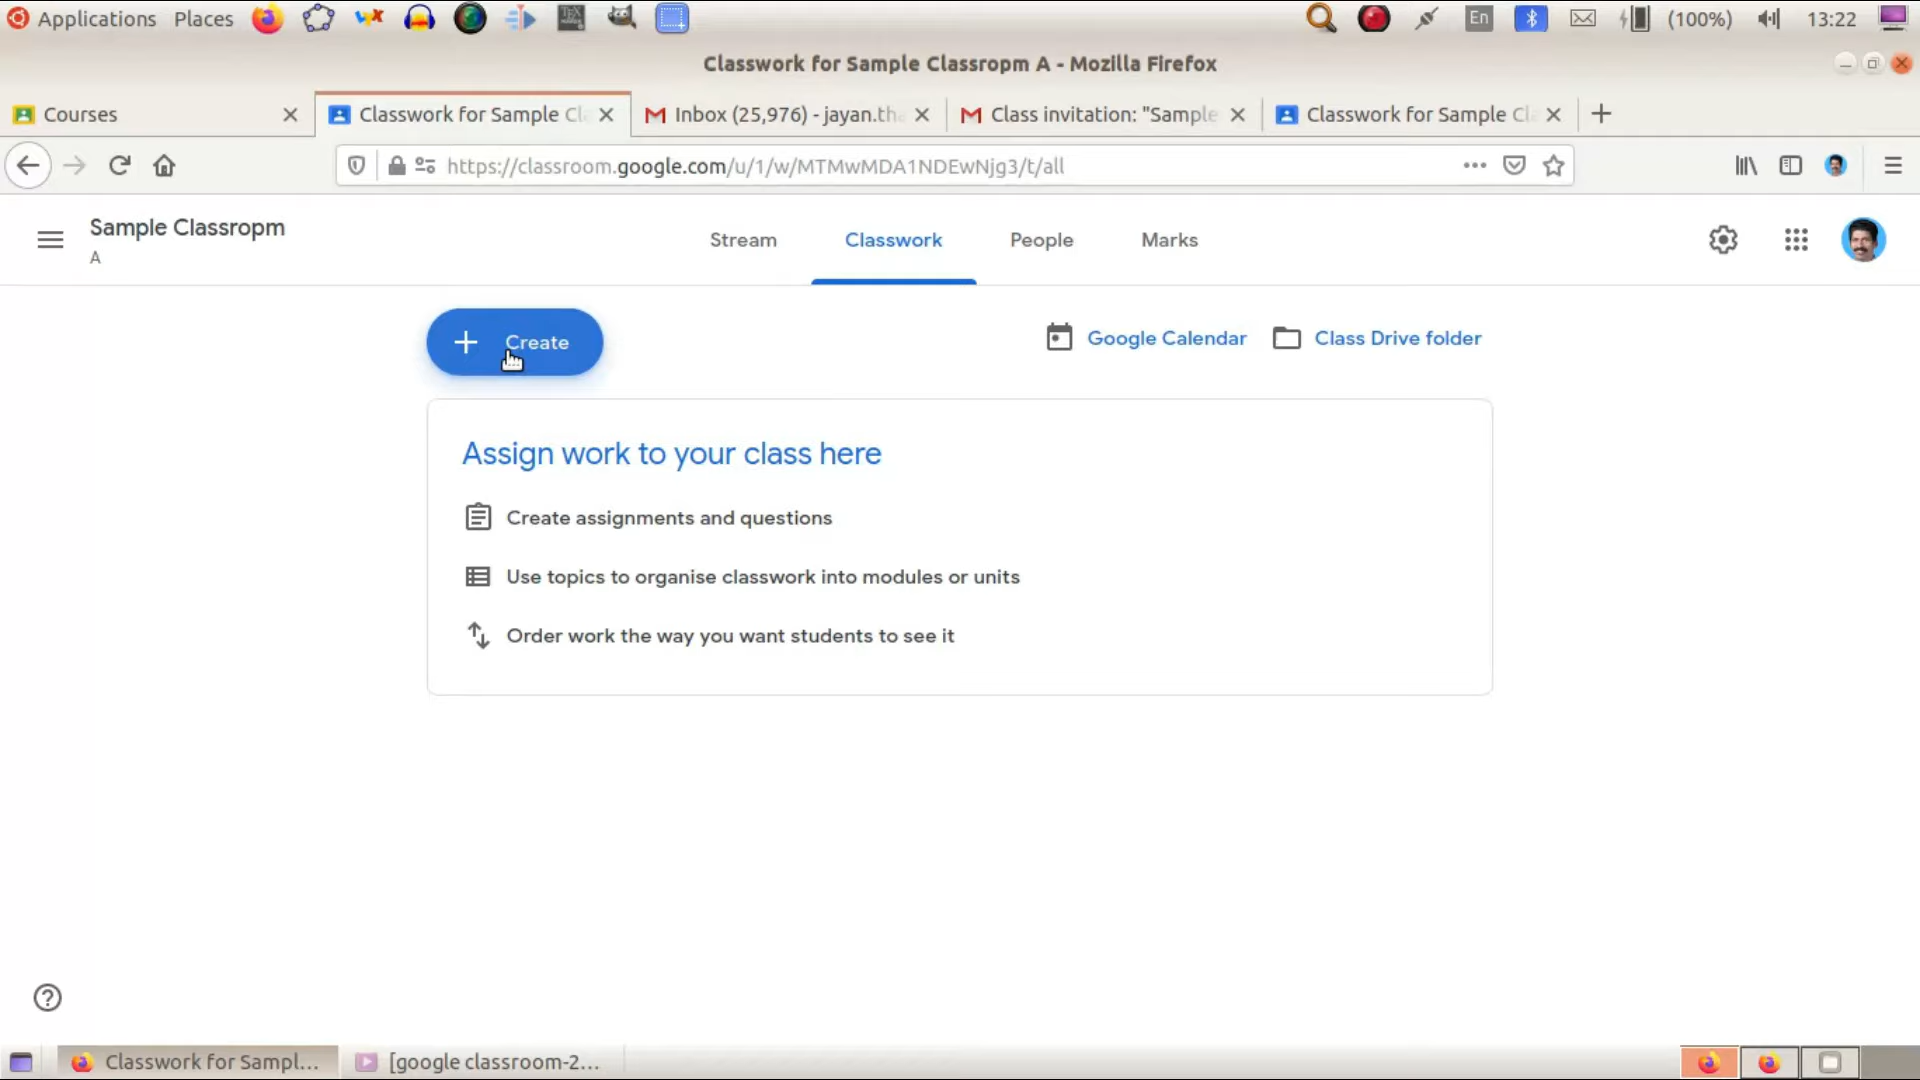 Applications Places En (100%) 13:22
Classwork for Sample Classropm A - Mozilla Firefox
Courses Classwork for Sample Cl Inbox (25,976) - jayan.tha Class invitation: "Sample Classwork for Sample Cl
https://classroom.google.com/u/1/w/MTMwMDA1NDEwNjg3/t/all
Sample Classropm
A
Stream Classwork People Marks
Create Google Calendar Class Drive folder
Assign work to your class here
Create assignments and questions
Use topics to organise classwork into modules or units
Order work the way you want students to see it
Classwork for Sampl... [google classroom-2...